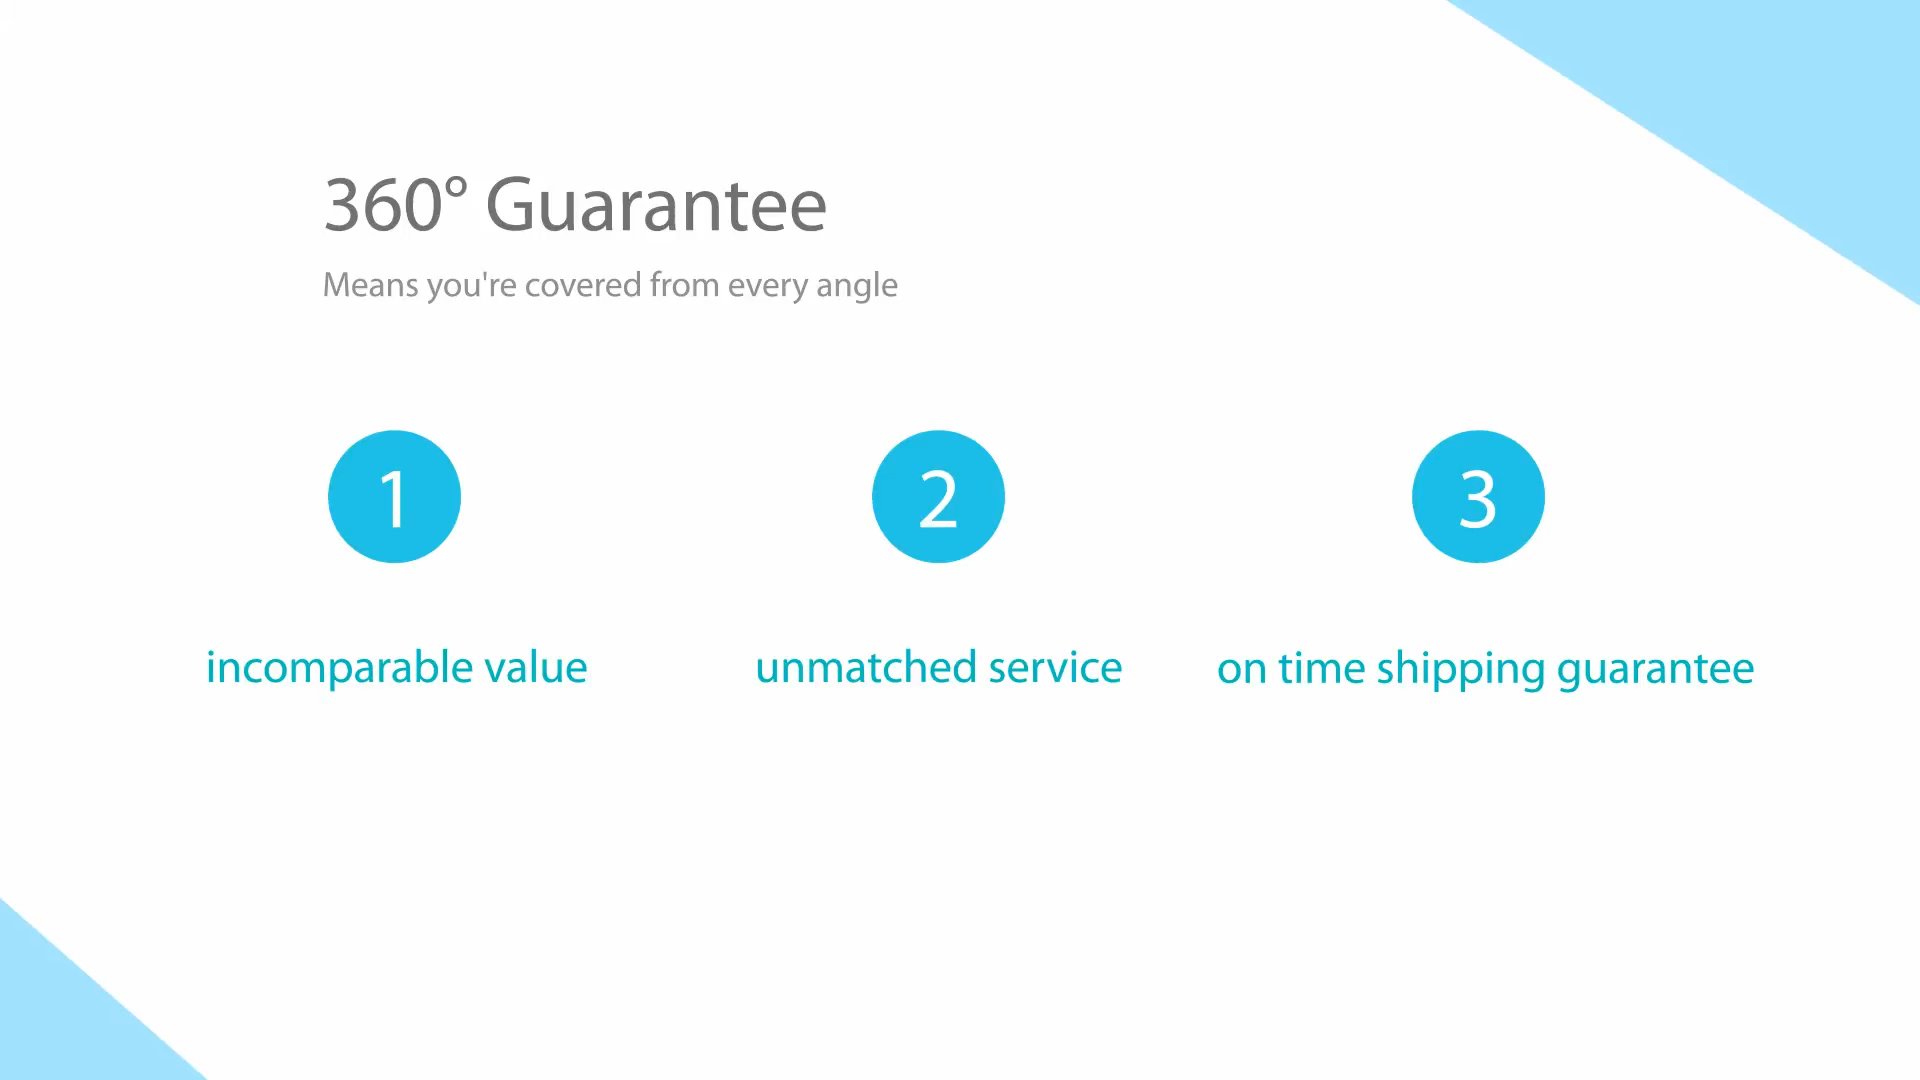 360° Guarantee
Means you're covered from every angle
1
2
3
incomparable value
unmatched service
on time shipping guarantee